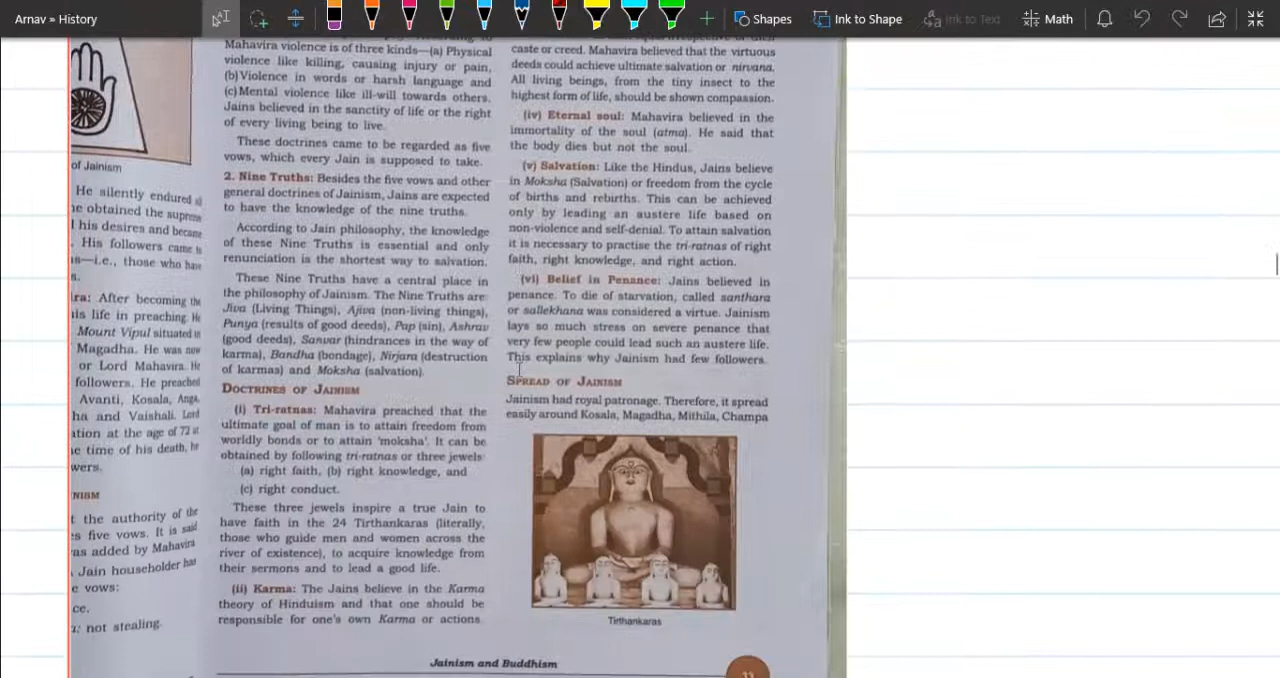 Arnav » History
Shapes
Ink to Shape
Ink to Text
Math
of Jainism
He silently endured
he obtained the supreme
his desires and became
His followers came
i.e., those who have
ra: After becoming the
his life in preaching. He
Mount Vipul situated
Magadha. He was now
or Lord Mahavira. He
followers. He preached
Avanti, Kosala, Anga,
and Vaishali. Lord
at the age of 72
time of his death, he
NISM
t the authority of the
five vows. It is said
was added by Mahavira
Jain householder has
e vows:
ce.
not stealing.
Mahavira violence is of three kinds—(a) Physical
violence like killing, causing injury or pain,
(b) Violence in words or harsh language and
(c) Mental violence like ill-will towards others.
Jains believed in the sanctity of life or the right
of every living being to live.
These doctrines came to be regarded as five
vows, which every Jain is supposed to take.
2. Nine Truths: Besides the five vows and other
general doctrines of Jainism, Jains are expected
to have the knowledge of the nine truths.
According to Jain philosophy, the knowledge
of these Nine Truths is essential and only
renunciation is the shortest way to salvation.
These Nine Truths have a central place in
the philosophy of Jainism. The Nine Truths are:
Jiva (Living Things), Ajiva (non-living things),
Punya (results of good deeds), Pap (sin), Ashrav
(good deeds), Sanvar (hindrances in the way of
karma), Bandha (bondage), Nirjara (destruction
of karmas) and Moksha (salvation).
DOCTRINES OF JAINISM
(i) Tri-ratnas: Mahavira preached that the
ultimate goal of man is to attain freedom from
worldly bonds or to attain 'moksha'. It can be
obtained by following tri-ratnas or three jewels
(a) right faith, (b) right knowledge, and
(c) right conduct.
These three jewels inspire a true Jain to
have faith in the 24 Tirthankaras (literally,
those who guide men and women across the
river of existence), to acquire knowledge from
their sermons and to lead a good life.
(ii) Karma: The Jains believe in the Karma
theory of Hinduism and that one should be
responsible for one's own Karma or actions
caste or creed. Mahavira believed that the virtuous
deeds could achieve ultimate salvation or nirvana.
All living beings, from the tiny insect to the
highest form of life, should be shown compassion.
(iv) Eternal soul: Mahavira believed in the
immortality of the soul (atma). He said that
the body dies but not the soul.
(v) Salvation: Like the Hindus, Jains believe
in Moksha (Salvation) or freedom from the cycle
of births and rebirths. This can be achieved
only by leading an austere life based on
non-violence and self-denial. To attain salvation
it is necessary to practise the tri-ratnas of right
faith, right knowledge, and right action.
(vi) Belief in Penance: Jains believed in
penance. To die of starvation, called santhara
or sallekhana was considered a virtue. Jainism
lays so much stress on severe penance that
very few people could lead such an austere life.
This explains why Jainism had few followers.
SPREAD OF JAINISM
Jainism had royal patronage. Therefore, it spread
easily around Kosala, Magadha, Mithila, Champa
Tirthankaras
Jainism and Buddhism